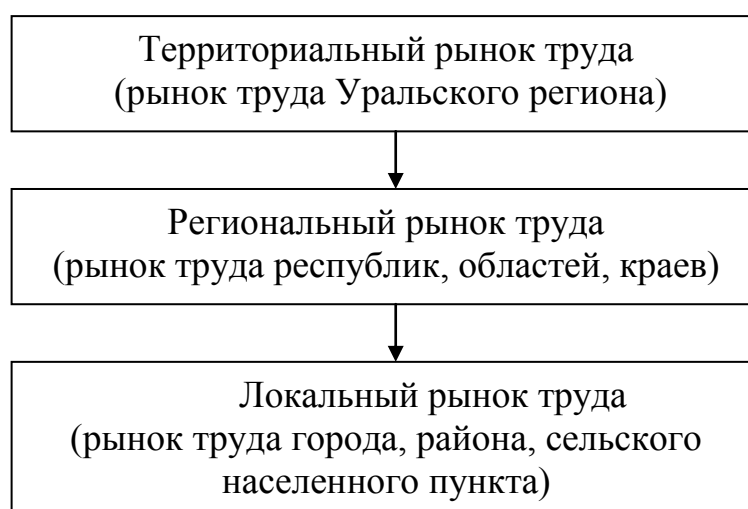 Территориальный рынок труда
(рынок труда Уральского региона)
Региональный рынок труда
(рынок труда республик, областей, краев)
Локальный рынок труда
(рынок труда города, района, сельского
населенного пункта)